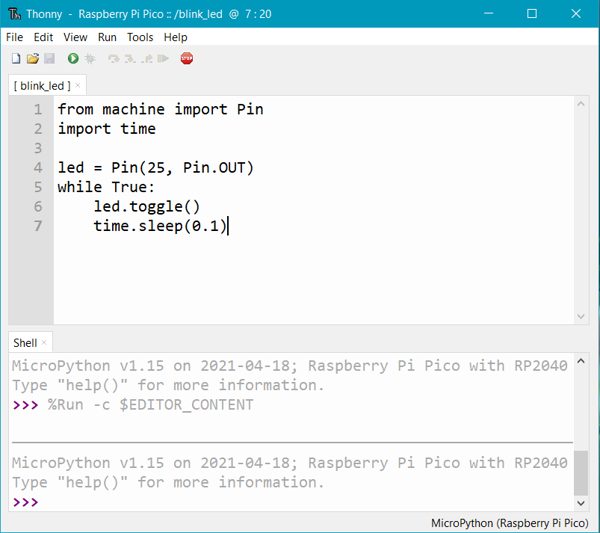 Thonny - Raspberry Pi Pico :: /blink_led @ 7 : 20
File Edit View Run Tools Help
STOP
[ blink_led ] ×
1 from machine import Pin
2 import time
3
4 led = Pin(25, Pin.OUT)
5 while True:
6     led.toggle()
7     time.sleep(0.1)
Shell ×
MicroPython v1.15 on 2021-04-18; Raspberry Pi Pico with RP2040
Type "help()" for more information.
>>> %Run -c $EDITOR_CONTENT
MicroPython v1.15 on 2021-04-18; Raspberry Pi Pico with RP2040
Type "help()" for more information.
>>>
MicroPython (Raspberry Pi Pico)